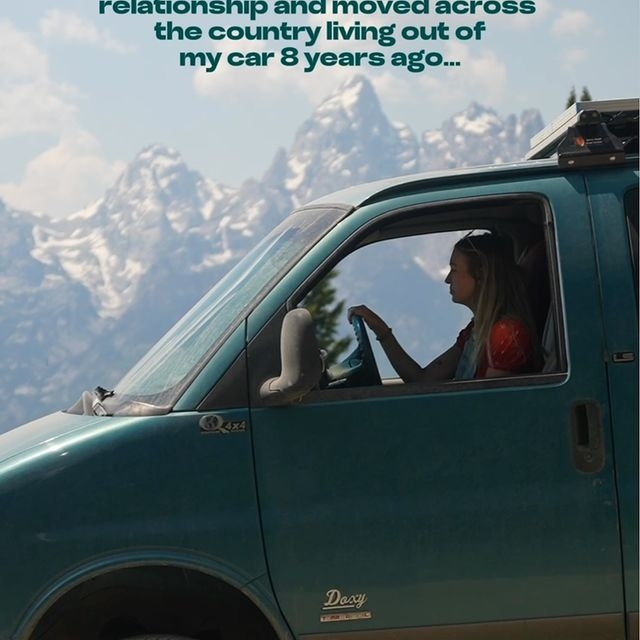 relationship and moved across
the country living out of
my car 8 years ago...
4x4
Doxy